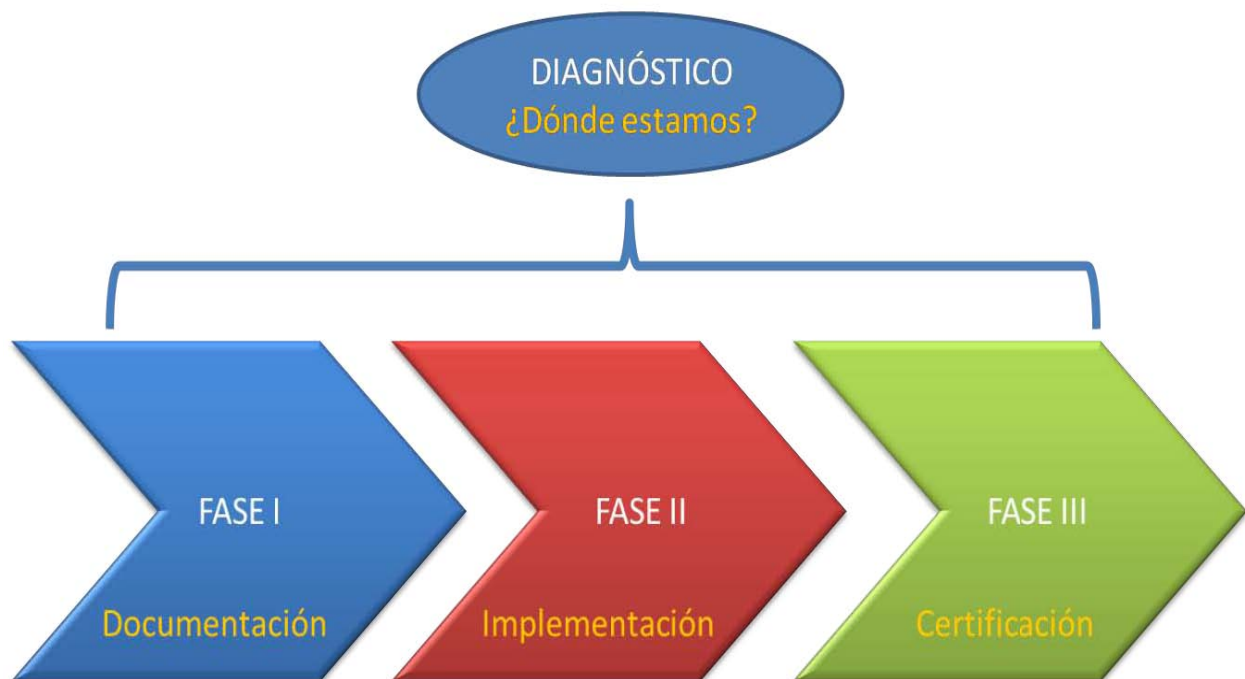 DIAGNÓSTICO
¿Dónde estamos?
FASE I
FASE II
FASE III
Documentación
Implementación
Certificación